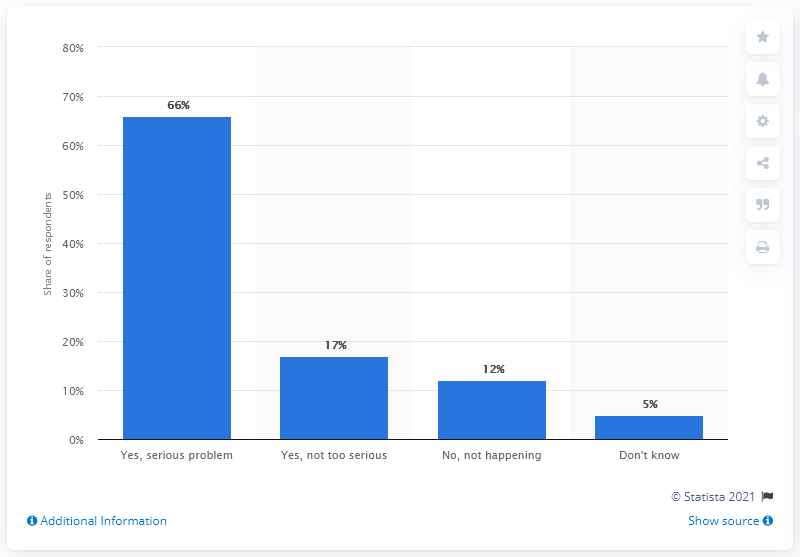 80%
70%
60%
50%
40%
30%
20%
10%
0%
Share of respondents
66%
17%
12%
5%
Yes, serious problem
Yes, not too serious
No, not happening
Don't know
© Statista 2021
Additional Information
Show source